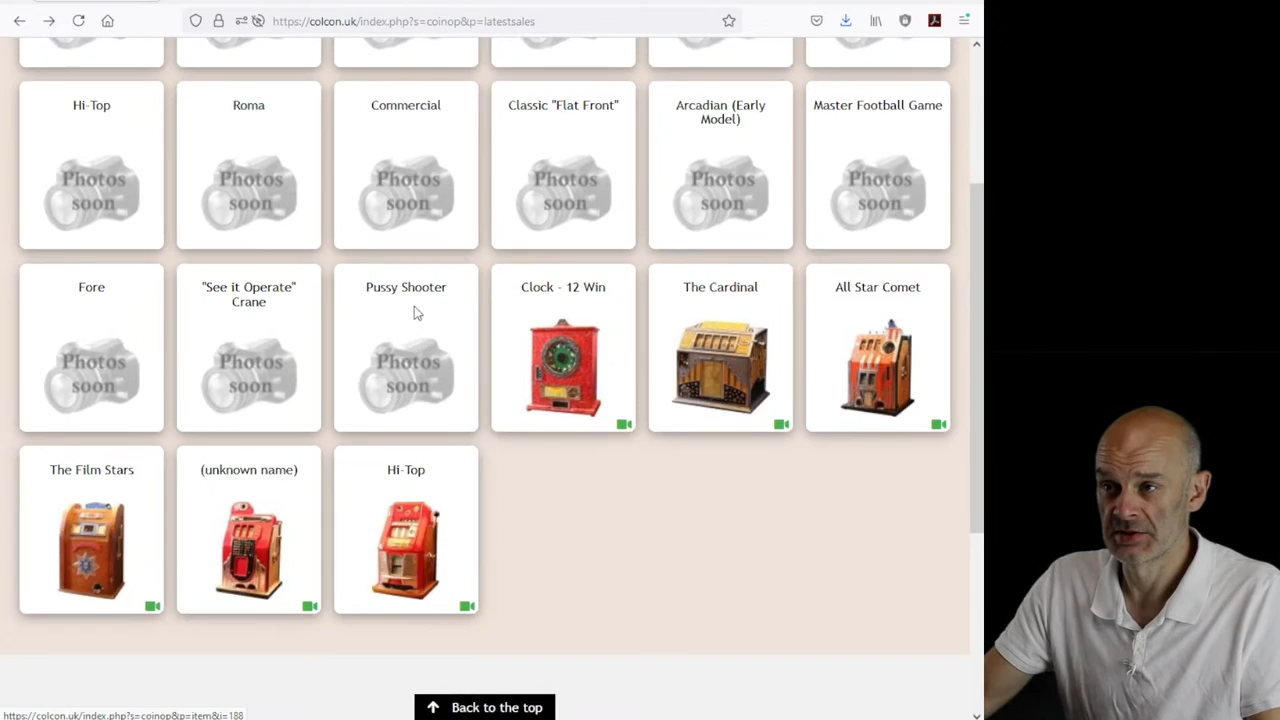 https://colcon.uk/index.php?s=coinop&p=latestsales
Hi-Top
Roma
Commercial
Classic "Flat Front"
Arcadian (Early
Model)
Master Football Game
Photos
soon
Photos
soon
Photos
soon
Photos
soon
Photos
soon
Photos
soon
Fore
"See it Operate"
Crane
Pussy Shooter
Clock - 12 Win
The Cardinal
All Star Comet
Photos
soon
Photos
soon
Photos
soon
The Film Stars
(unknown name)
Hi-Top
Back to the top
https://colcon.uk/index.php?s=coinop&p=item&i=188